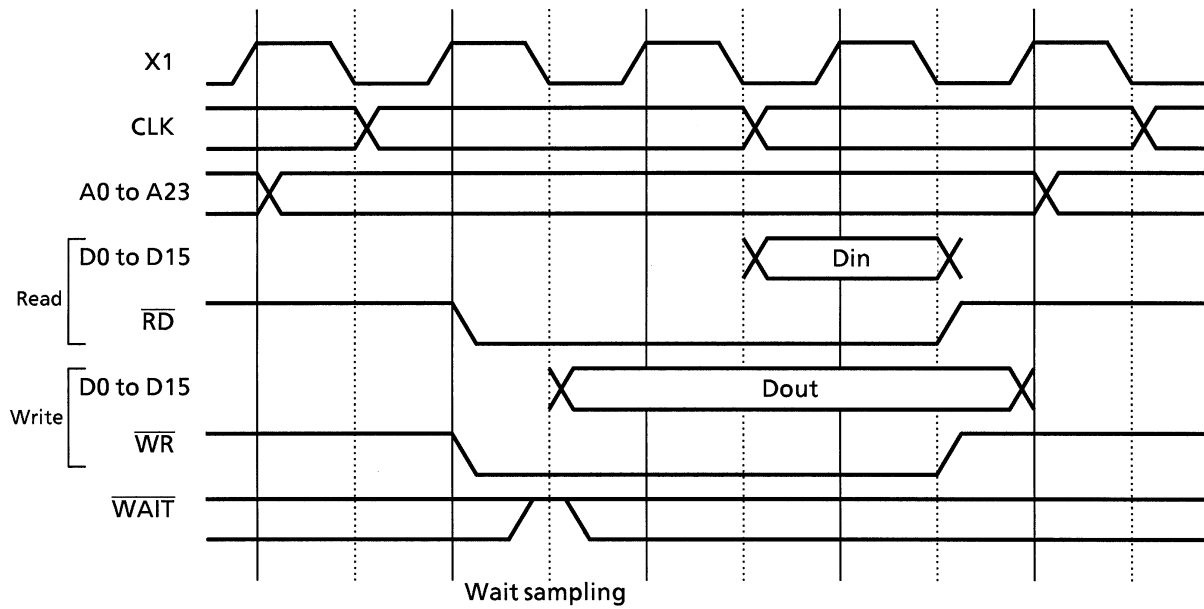 X1
CLK
A0 to A23
D0 to D15
Din
Read
RD
D0 to D15
Dout
Write
WR
WAIT
Wait sampling